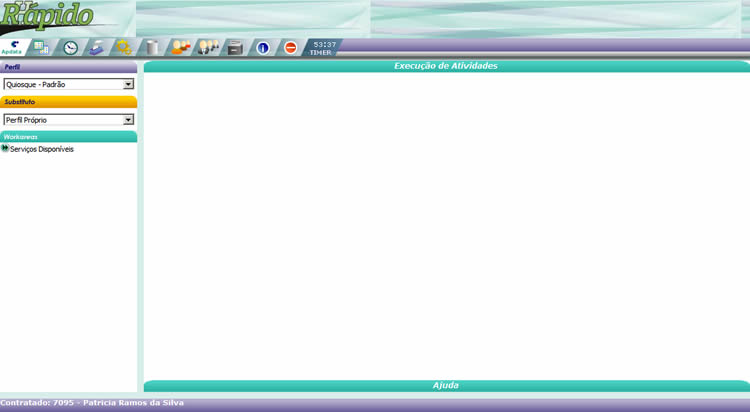 Rápido
Apdata
53:37
TIMER
Perfil
Quiosque - Padrão
Substituto
Perfil Próprio
Workareas
Serviços Disponíveis
Execução de Atividades
Ajuda
Contratado: 7095 - Patricia Ramos da Silva